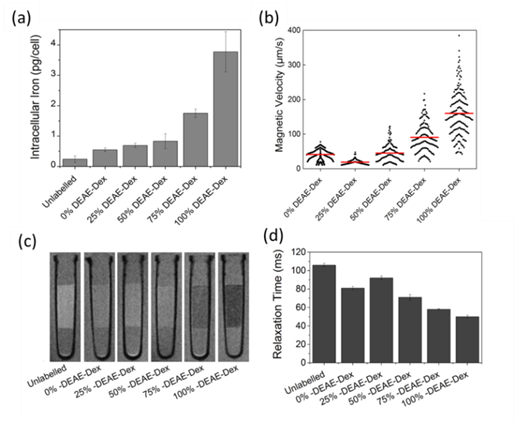 (a)
Intracellular Iron (pg/cell)
4
3
2
1
0
Unlabelled
0% DEAE-Dex
25% DEAE-Dex
50% DEAE-Dex
75% DEAE-Dex
100% DEAE-Dex
(b)
Magnetic Velocity (μm/s)
400
300
200
100
0
0% DEAE-Dex
25% DEAE-Dex
50% DEAE-Dex
75% DEAE-Dex
100% DEAE-Dex
(c)
Unlabelled
0% -DEAE-Dex
25% -DEAE-Dex
50% -DEAE-Dex
75% -DEAE-Dex
100% -DEAE-Dex
(d)
Relaxation Time (ms)
120
100
80
60
40
20
0
Unlabelled
0% -DEAE-Dex
25% -DEAE-Dex
50% -DEAE-Dex
75% -DEAE-Dex
100% -DEAE-Dex